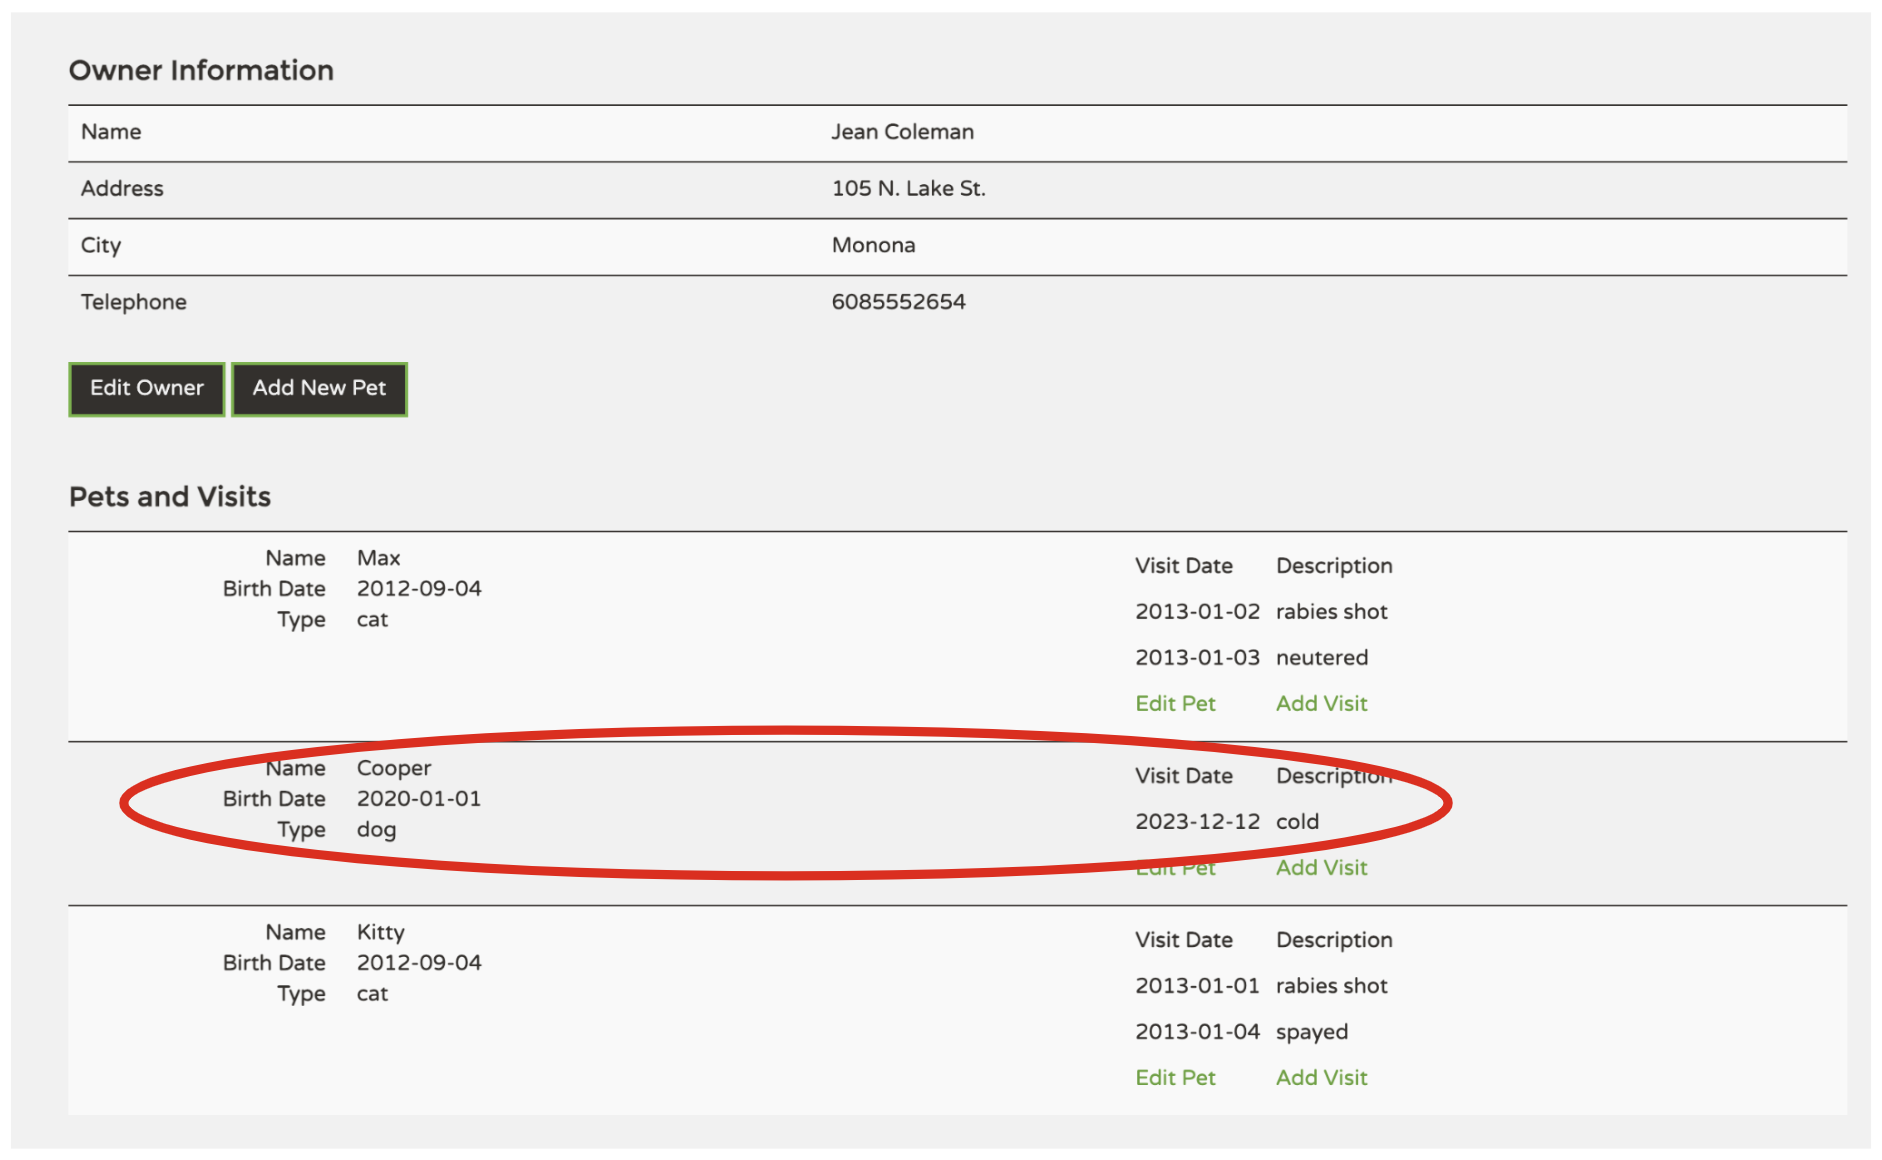 Owner Information
Name Jean Coleman
Address 105 N. Lake St.
City Monona
Telephone 6085552654
Edit Owner Add New Pet
Pets and Visits
Name Max
Birth Date 2012-09-04
Type cat
Visit Date Description
2013-01-02 rabies shot
2013-01-03 neutered
Edit Pet Add Visit
Name Cooper
Birth Date 2020-01-01
Type dog
Visit Date Description
2023-12-12 cold
Edit Pet Add Visit
Name Kitty
Birth Date 2012-09-04
Type cat
Visit Date Description
2013-01-01 rabies shot
2013-01-04 spayed
Edit Pet Add Visit